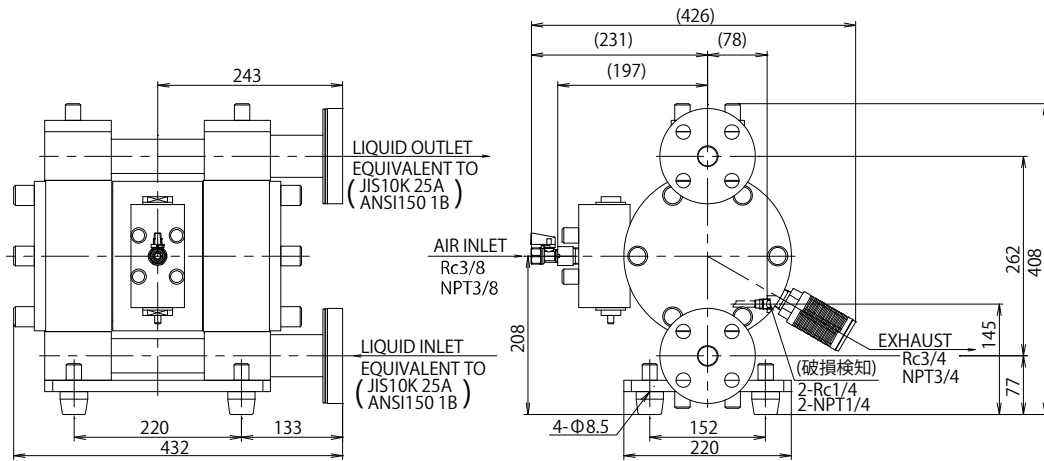 243
LIQUID OUTLET
EQUIVALENT TO
( JIS10K 25A
ANSI150 1B )
AIR INLET
Rc3/8
NPT3/8
LIQUID INLET
EQUIVALENT TO
( JIS10K 25A
ANSI150 1B )
220
133
432
(426)
(231)
(78)
(197)
208
262
408
145
77
EXHAUST
Rc3/4
NPT3/4
(破損検知)
2-Rc1/4
2-NPT1/4
4-Φ8.5
152
220